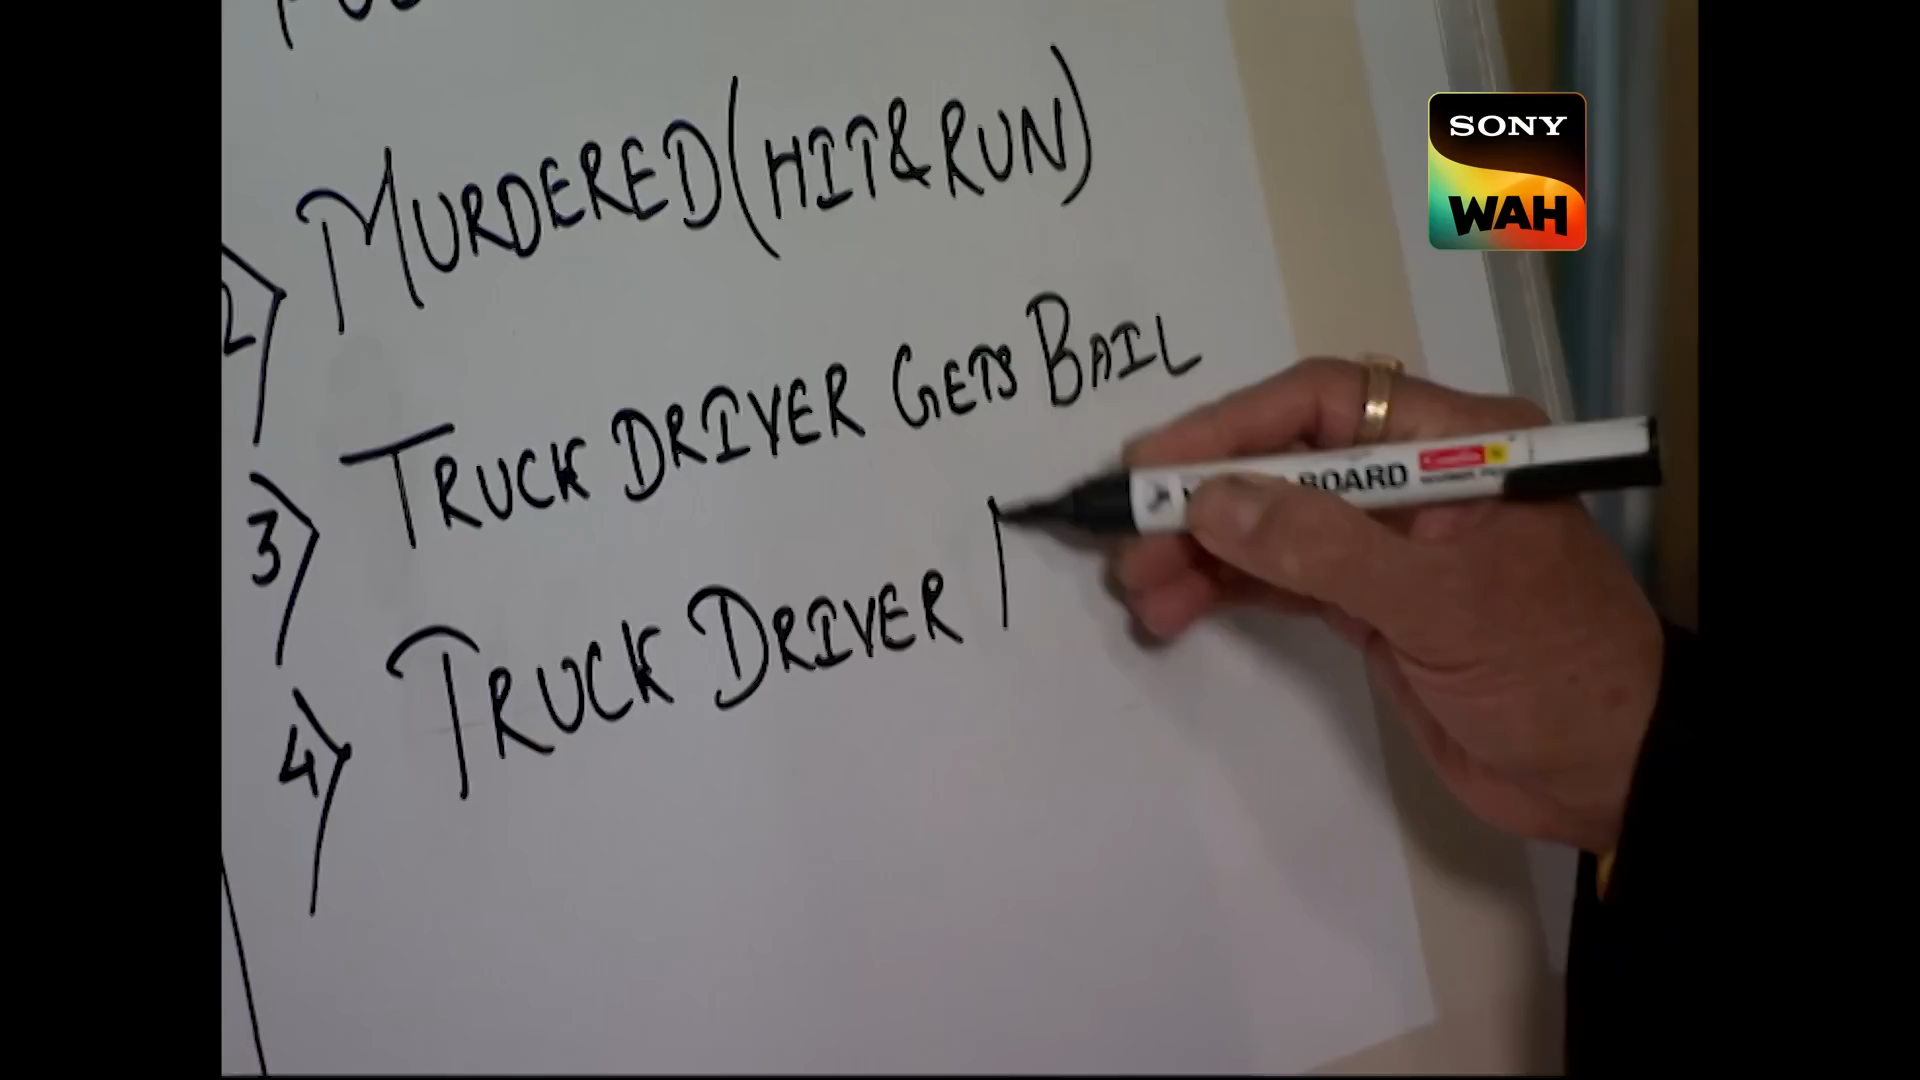 2) MURDERED (HIT & RUN)
3) TRUCK DRIVER GETS BAIL
4) TRUCK DRIVER
BOARD
SONY
WAH